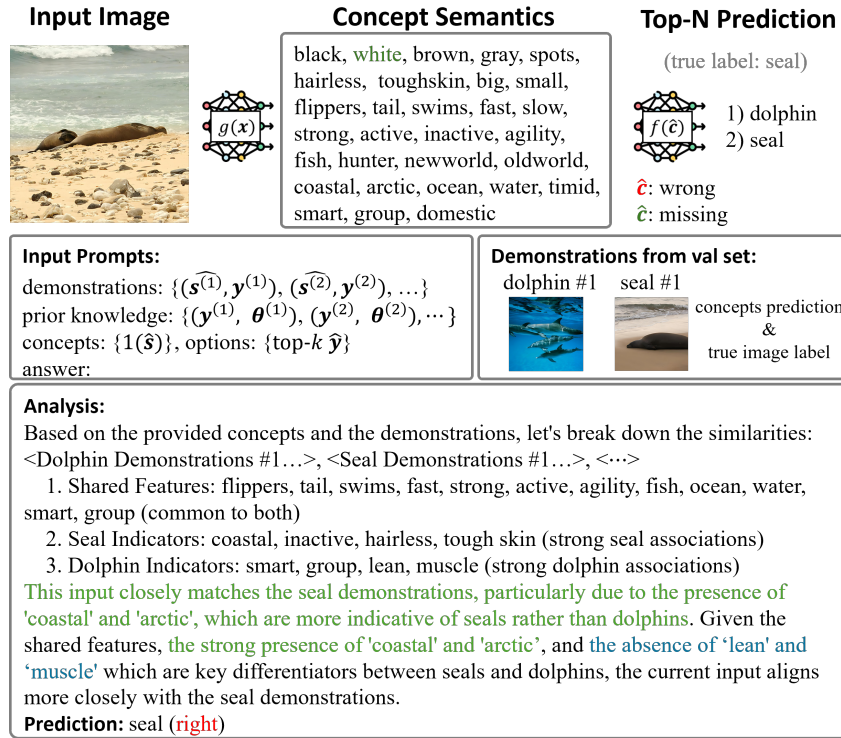 Input Image
Concept Semantics
Top-N Prediction
g(x)
black, white, brown, gray, spots,
hairless, toughskin, big, small,
flippers, tail, swims, fast, slow,
strong, active, inactive, agility,
fish, hunter, newworld, oldworld,
coastal, arctic, ocean, water, timid,
smart, group, domestic
(true label: seal)
f(ĉ)
1) dolphin
2) seal
ĉ: wrong
ĉ: missing
Input Prompts:
demonstrations: {(s^(1)^, y^(1)), (s^(2)^, y^(2)), …}
prior knowledge: {(y^(1), θ^(1)), (y^(2), θ^(2)),⋯}
concepts: {1(ŝ)}, options: {top-k ŷ}
answer:
Demonstrations from val set:
dolphin #1 seal #1
concepts prediction
&
true image label
Analysis:
Based on the provided concepts and the demonstrations, let's break down the similarities:
<Dolphin Demonstrations #1…>, <Seal Demonstrations #1…>, <⋯>
1. Shared Features: flippers, tail, swims, fast, strong, active, agility, fish, ocean, water,
smart, group (common to both)
2. Seal Indicators: coastal, inactive, hairless, tough skin (strong seal associations)
3. Dolphin Indicators: smart, group, lean, muscle (strong dolphin associations)
This input closely matches the seal demonstrations, particularly due to the presence of
'coastal' and 'arctic', which are more indicative of seals rather than dolphins. Given the
shared features, the strong presence of 'coastal' and 'arctic’, and the absence of ‘lean' and
‘muscle' which are key differentiators between seals and dolphins, the current input aligns
more closely with the seal demonstrations.
Prediction: seal (right)